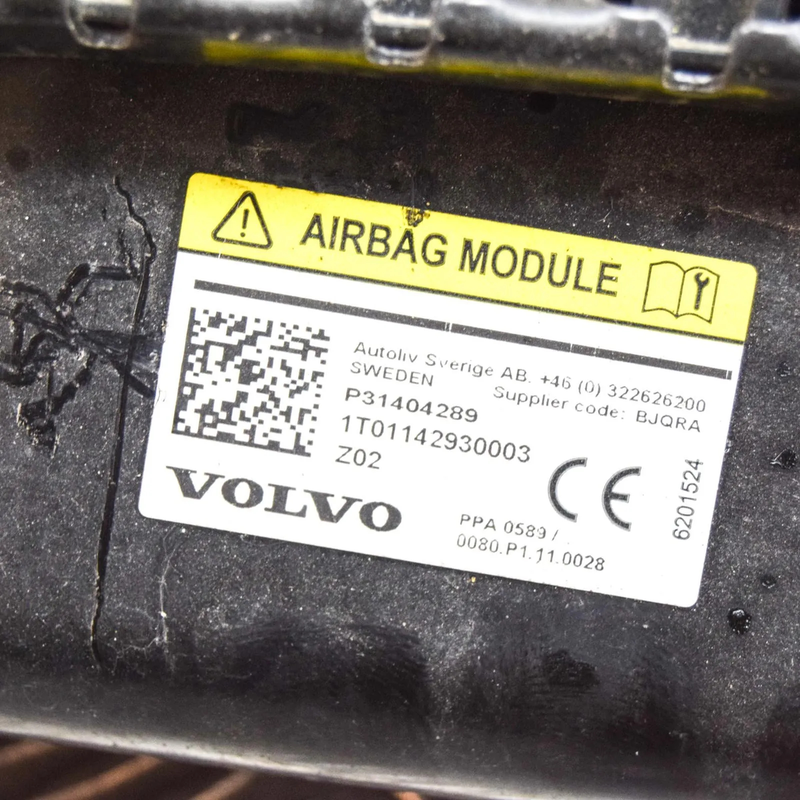 AIRBAG MODULE
Autoliv Sverige AB. +46 (0) 322626200
SWEDEN Supplier code: BJQRA
P31404289
1T01142930003
Z02
VOLVO
CE
6201524
PPA 0589 / .
0080.P1.11.0028